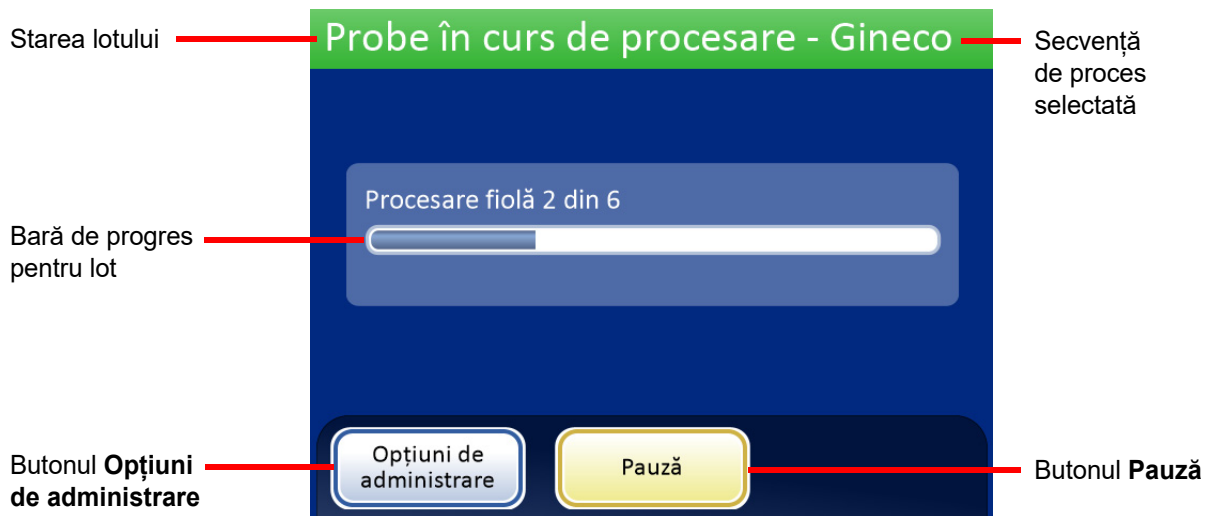 Starea lotului
Probe în curs de procesare - Gineco
Secvență
de proces
selectată
Procesare fiolă 2 din 6
Bară de progres
pentru lot
Opțiuni de
administrare
Pauză
Butonul Opțiuni
de administrare
Butonul Pauză